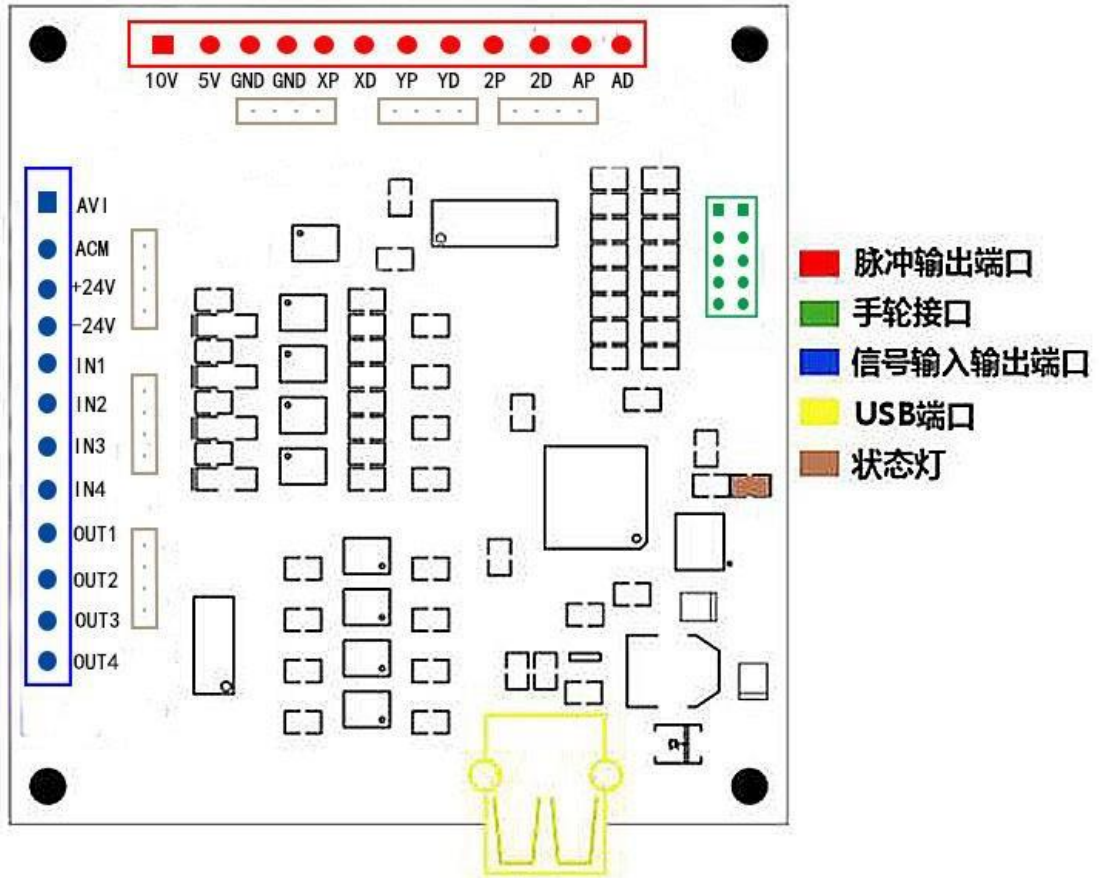 10V 5V GND GND XP XD YP YD 2P 2D AP AD
AVI
ACM
+24V
-24V
IN1
IN2
IN3
IN4
OUT1
OUT2
OUT3
OUT4
脉冲输出端口
手轮接口
信号输入输出端口
USB端口
状态灯